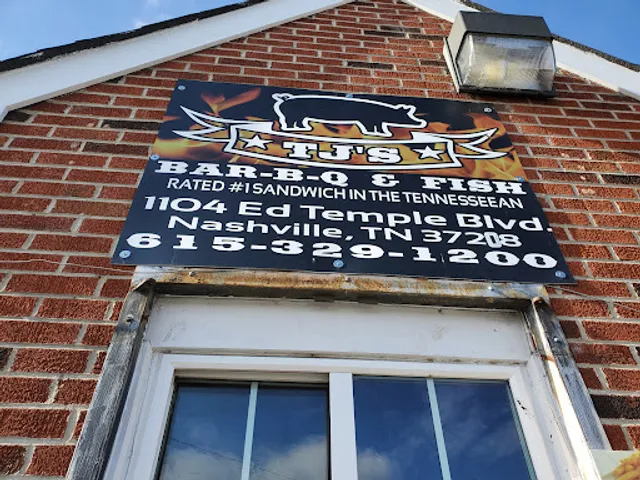 TJ'S
BAR-B-Q & FISH
RATED #1 SANDWICH IN THE TENNESSEEAN
1104 Ed Temple Blvd.
Nashville, TN 37208
615-329-1200